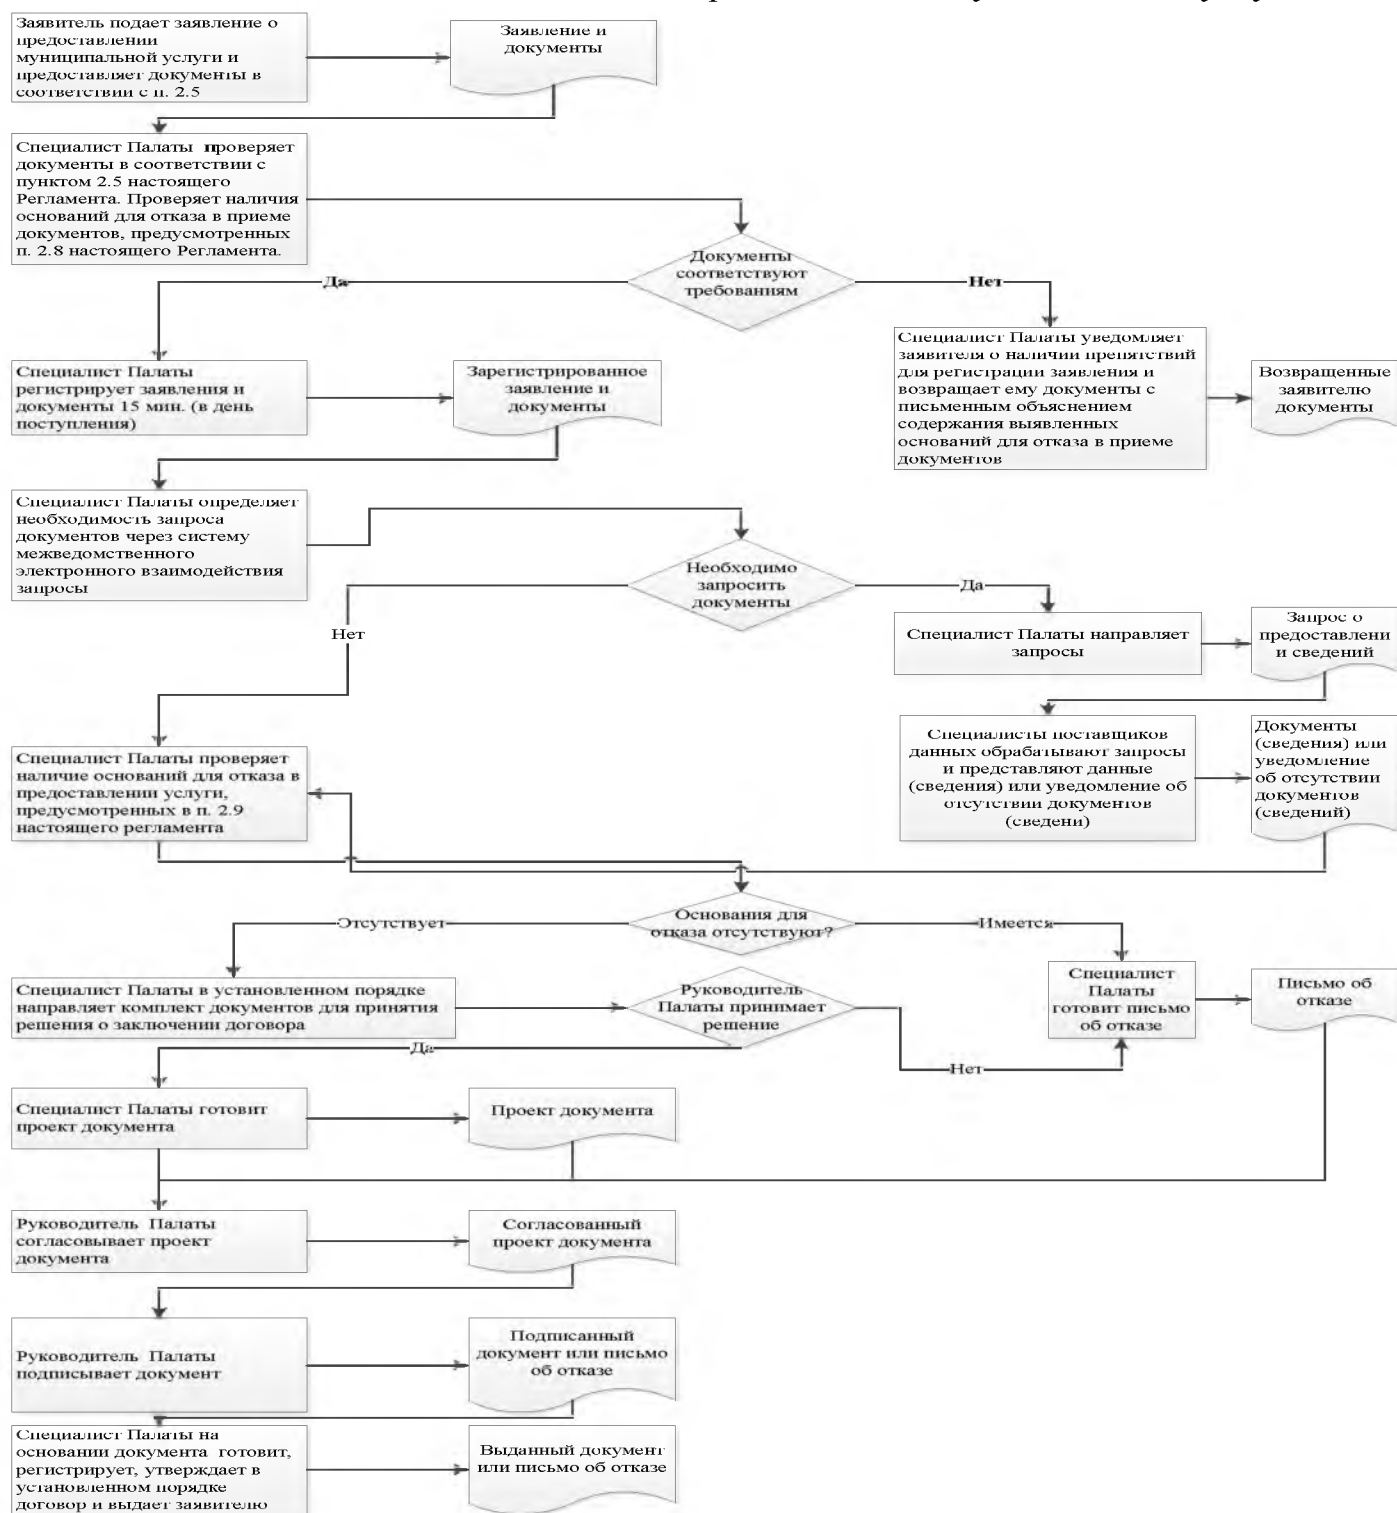 Заявитель подает заявление о
предоставлении
муниципальной услуги и
предоставляет документы в
соответствии с п. 2.5
Заявление и
документы
Специалист Палаты проверяет
документы в соответствии с
пунктом 2.5 настоящего
Регламента. Проверяет наличия
оснований для отказа в приеме
документов, предусмотренных
п. 2.8 настоящего Регламента.
Документы
соответствуют
требованиям
Да
Нет
Специалист Палаты уведомляет
заявителя о наличии препятствий
для регистрации заявления и
возвращает ему документы с
письменным объяснением
содержания выявленных
оснований для отказа в приеме
документов
Возвращенные
заявителю
документы
Специалист Палаты
регистрирует заявления и
документы 15 мин. (в день
поступления)
Зарегистрированное
заявление и
документы
Специалист Палаты определяет
необходимость запроса
документов через систему
межведомственного
электронного взаимодействия
запросы
Необходимо
запросить
документы
Да
Нет
Специалист Палаты направляет
запросы
Запрос о
предоставлени
и сведений
Специалисты поставщиков
данных обрабатывают запросы
и представляют данные
(сведения) или уведомление об
отсутствии документов
(сведени)
Документы
(сведения) или
уведомление
об отсутствии
документов
(сведений)
Специалист Палаты проверяет
наличие оснований для отказа в
предоставлении услуги,
предусмотренных в п. 2.9
настоящего регламента
Основания для
отказа отсутствуют?
Отсутствует
Имеется
Специалист Палаты в установленном порядке
направляет комплект документов для принятия
решения о заключении договора
Руководитель
Палаты принимает
решение
Специалист
Палаты
готовит письмо
об отказе
Письмо об
отказе
Да
Нет
Специалист Палаты готовит
проект документа
Проект документа
Руководитель Палаты
согласовывает проект
документа
Согласованный
проект документа
Руководитель Палаты
подписывает документ
Подписанный
документ или письмо
об отказе
Специалист Палаты на
основании документа готовит,
регистрирует, утверждает в
установленном порядке
договор и выдает заявителю
Выданный документ
или письмо об отказе